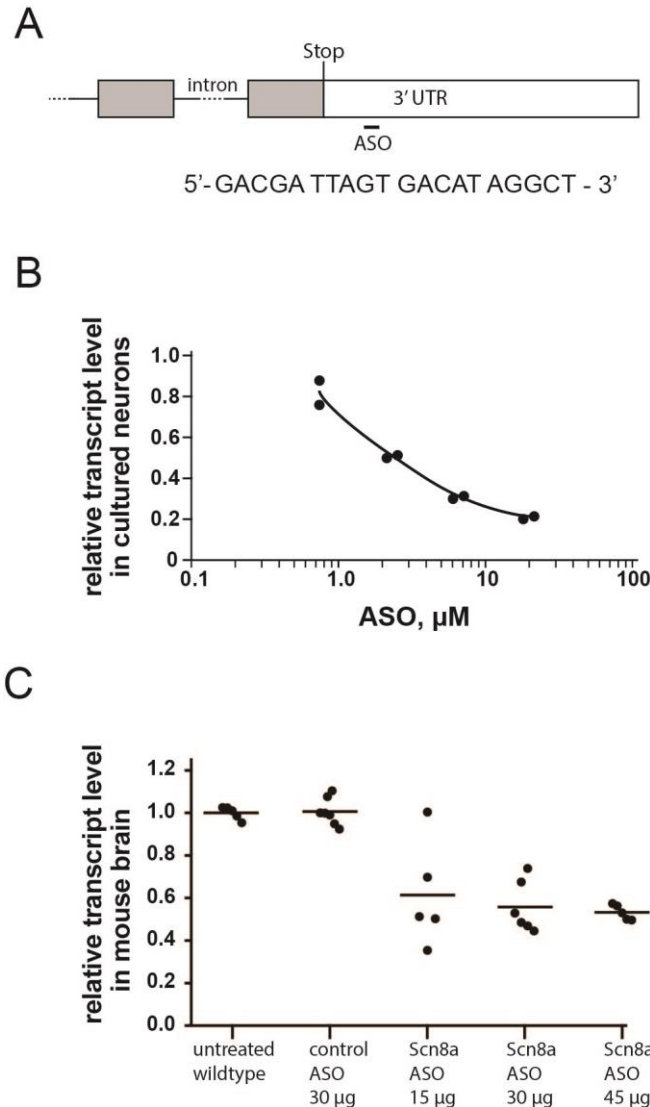 A
Stop
intron
3' UTR
ASO
5'- GACGA TTAGT GACAT AGGCT - 3'
B
relative transcript level
in cultured neurons
1.0
0.8
0.6
0.4
0.2
0
0.1
1.0
10
100
ASO, µM
C
relative transcript level
in mouse brain
1.2
1.0
0.8
0.6
0.4
0.2
0.0
untreated
wildtype
control
ASO
30 µg
Scn8a
ASO
15 µg
Scn8a
ASO
30 µg
Scn8a
ASO
45 µg